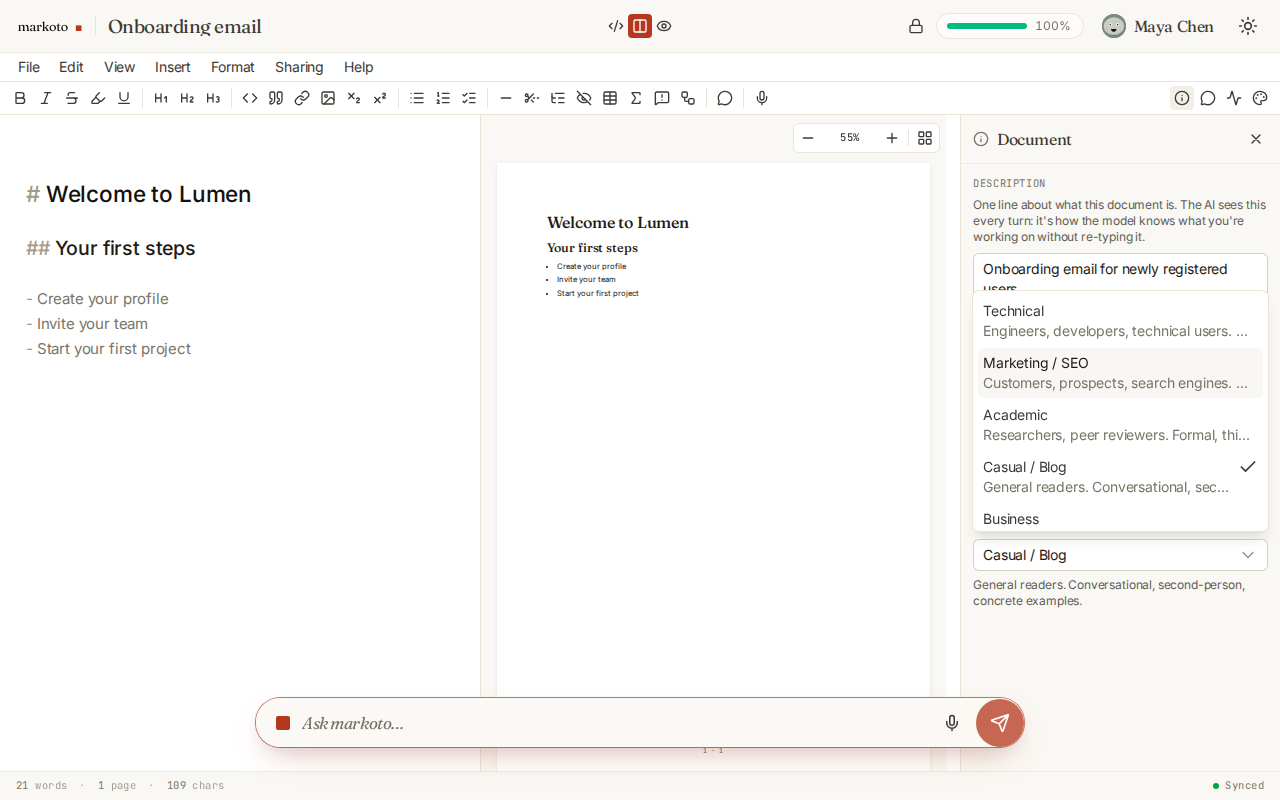 markoto
Onboarding email
100%
Maya Chen
File Edit View Insert Format Sharing Help
B I S U H1 H2 H3 X2 x2 Σ
55%
Document
# Welcome to Lumen
## Your first steps
- Create your profile
- Invite your team
- Start your first project
Welcome to Lumen
Your first steps
• Create your profile
• Invite your team
• Start your first project
1 · 1
DESCRIPTION
One line about what this document is. The AI sees this
every turn: it's how the model knows what you're
working on without re-typing it.
Onboarding email for newly registered
users
Technical
Engineers, developers, technical users. ...
Marketing / SEO
Customers, prospects, search engines. ...
Academic
Researchers, peer reviewers. Formal, thi...
Casual / Blog
General readers. Conversational, sec...
Business
Casual / Blog
General readers. Conversational, second-person,
concrete examples.
Ask markoto...
21 words · 1 page · 109 chars
Synced